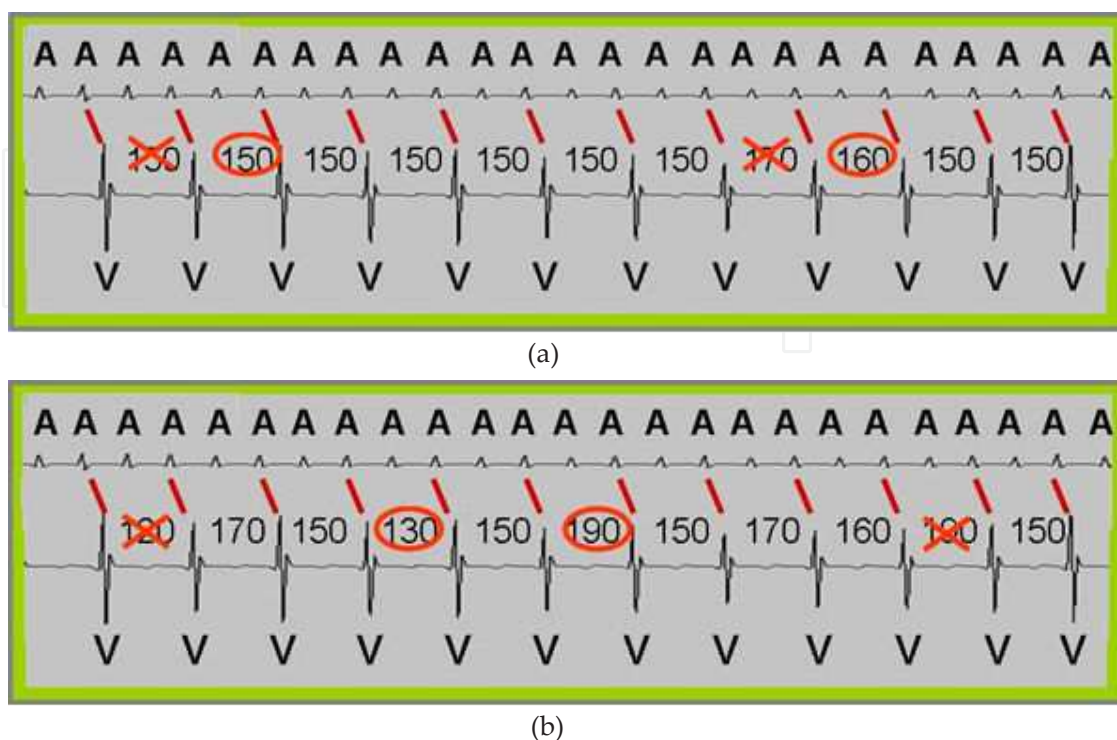 A A A A A A A A A A A A A A A A A A A A A A A A
150 150 150 150 150 150 170 160 150 150
V V V V V V V V V V V V
(a)
A A A A A A A A A A A A A A A A A A A A A A A A A
120 170 150 130 150 190 150 170 160 150
V V V V V V V V V V V V
(b)